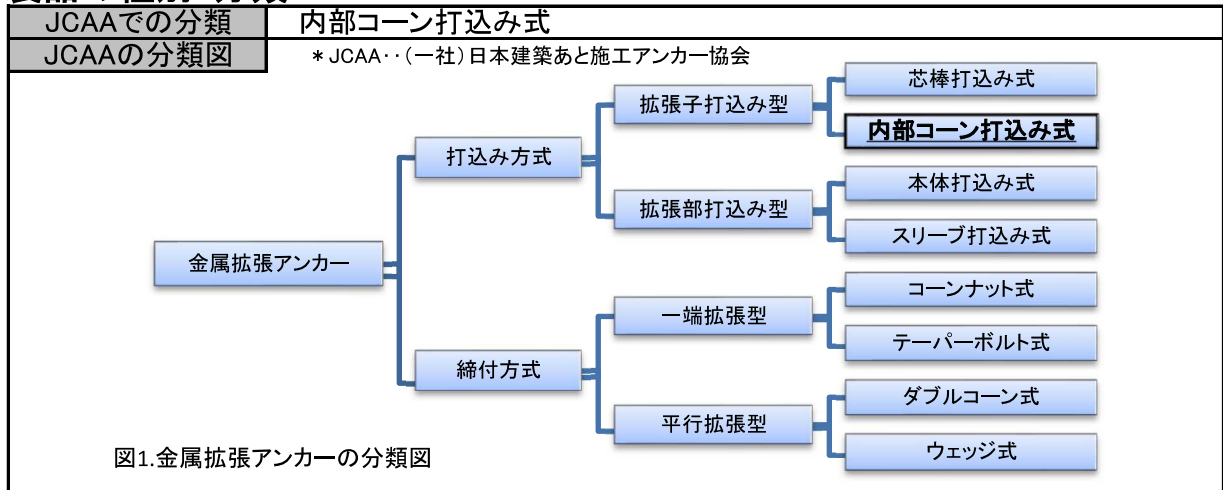 JCAAでの分類 内部コーン打込み式
JCAAの分類図 *JCAA・・(一社)日本建築あと施工アンカー協会
芯棒打込み式
拡張子打込み型
内部コーン打込み式
打込み方式
本体打込み式
拡張部打込み型
スリーブ打込み式
金属拡張アンカー
コーンナット式
一端拡張型
テーパーボルト式
締付方式
ダブルコーン式
平行拡張型
ウェッジ式
図1.金属拡張アンカーの分類図